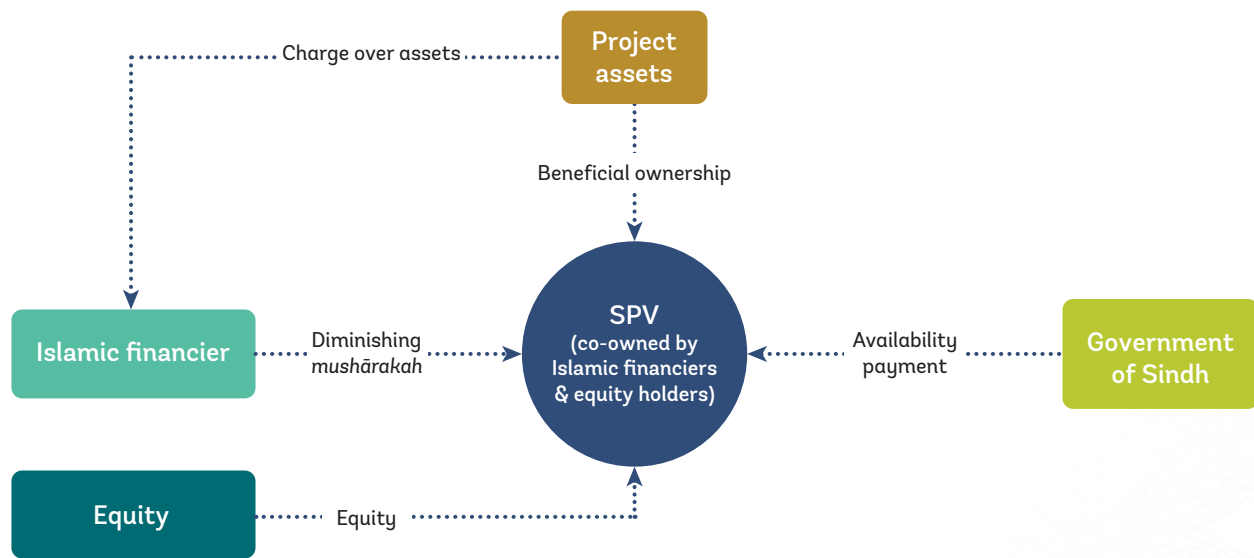 Project
assets
Charge over assets
Beneficial ownership
SPV
(co-owned by
Islamic financiers
& equity holders)
Islamic financier
Diminishing
mushārakah
Availability
payment
Government
of Sindh
Equity
Equity